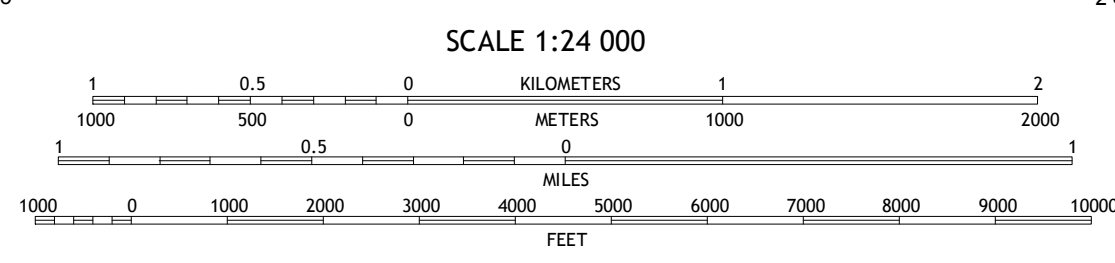 SCALE 1:24 000
1 0.5 0 KILOMETERS 1 2
1000 500 0 METERS 1000 2000
1 0.5 0 1
MILES
1000 0 1000 2000 3000 4000 5000 6000 7000 8000 9000 10000
FEET